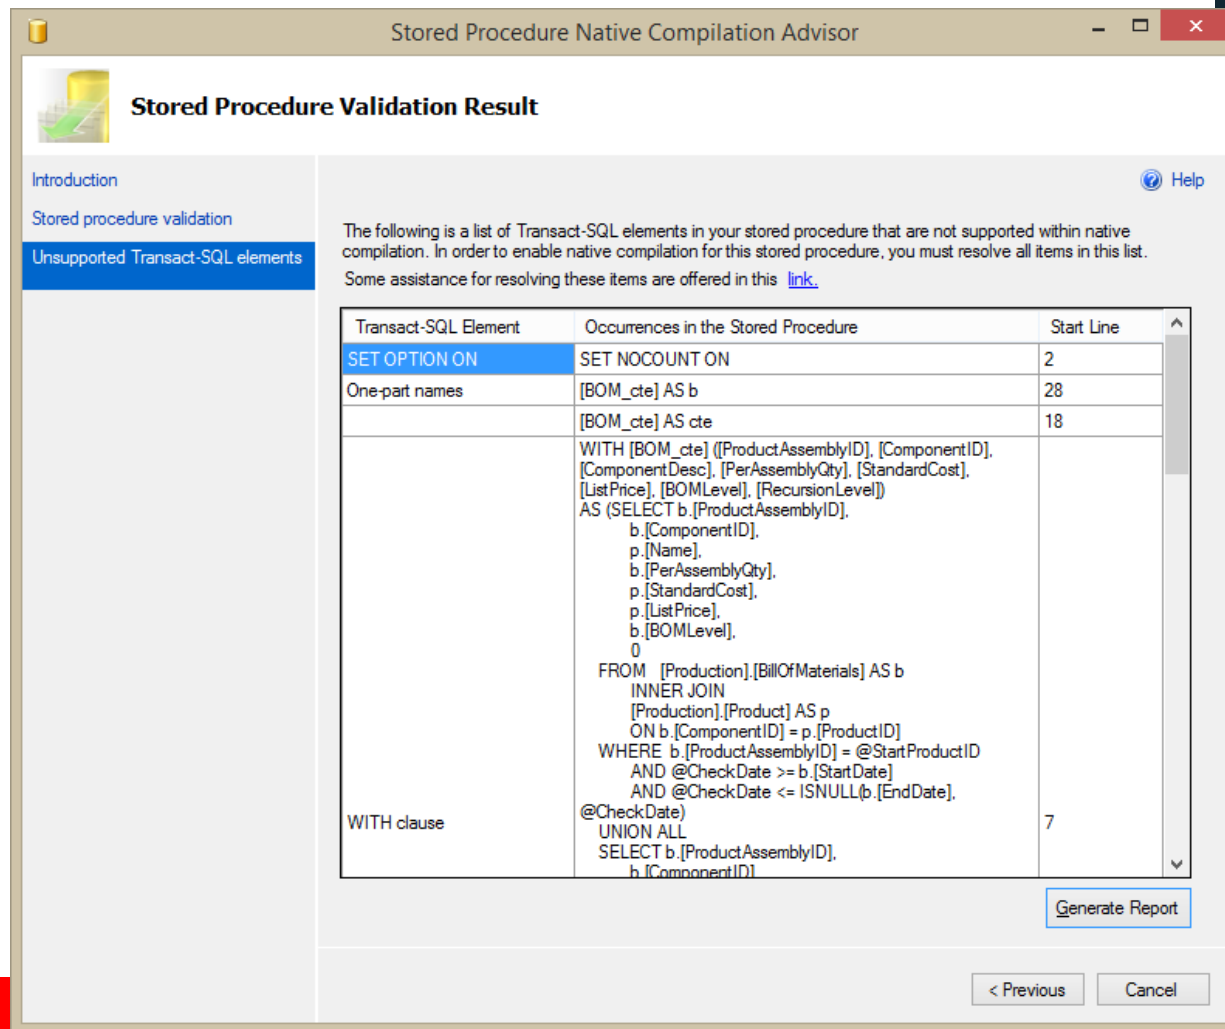 Stored Procedure Native Compilation Advisor
Stored Procedure Validation Result
Introduction
Stored procedure validation
Unsupported Transact-SQL elements
Help
The following is a list of Transact-SQL elements in your stored procedure that are not supported within native
compilation. In order to enable native compilation for this stored procedure, you must resolve all items in this list.
Some assistance for resolving these items are offered in this link.
Transact-SQL Element Occurrences in the Stored Procedure Start Line
SET OPTION ON SET NOCOUNT ON 2
One-part names [BOM_cte] AS b 28
[BOM_cte] AS cte 18
WITH [BOM_cte] ([ProductAssemblyID], [ComponentID],
[ComponentDesc], [PerAssemblyQty], [StandardCost],
[ListPrice], [BOMLevel], [RecursionLevel])
AS (SELECT b.[ProductAssemblyID],
b.[ComponentID],
p.[Name],
b.[PerAssemblyQty],
p.[StandardCost],
p.[ListPrice],
b.[BOMLevel],
0
FROM [Production].[BillOfMaterials] AS b
INNER JOIN
[Production].[Product] AS p
ON b.[ComponentID] = p.[ProductID]
WHERE b.[ProductAssemblyID] = @StartProductID
AND @CheckDate >= b.[StartDate]
AND @CheckDate <= ISNULL(b.[EndDate],
@CheckDate)
WITH clause 7
UNION ALL
SELECT b.[ProductAssemblyID],
b.[ComponentID]
Generate Report
< Previous Cancel